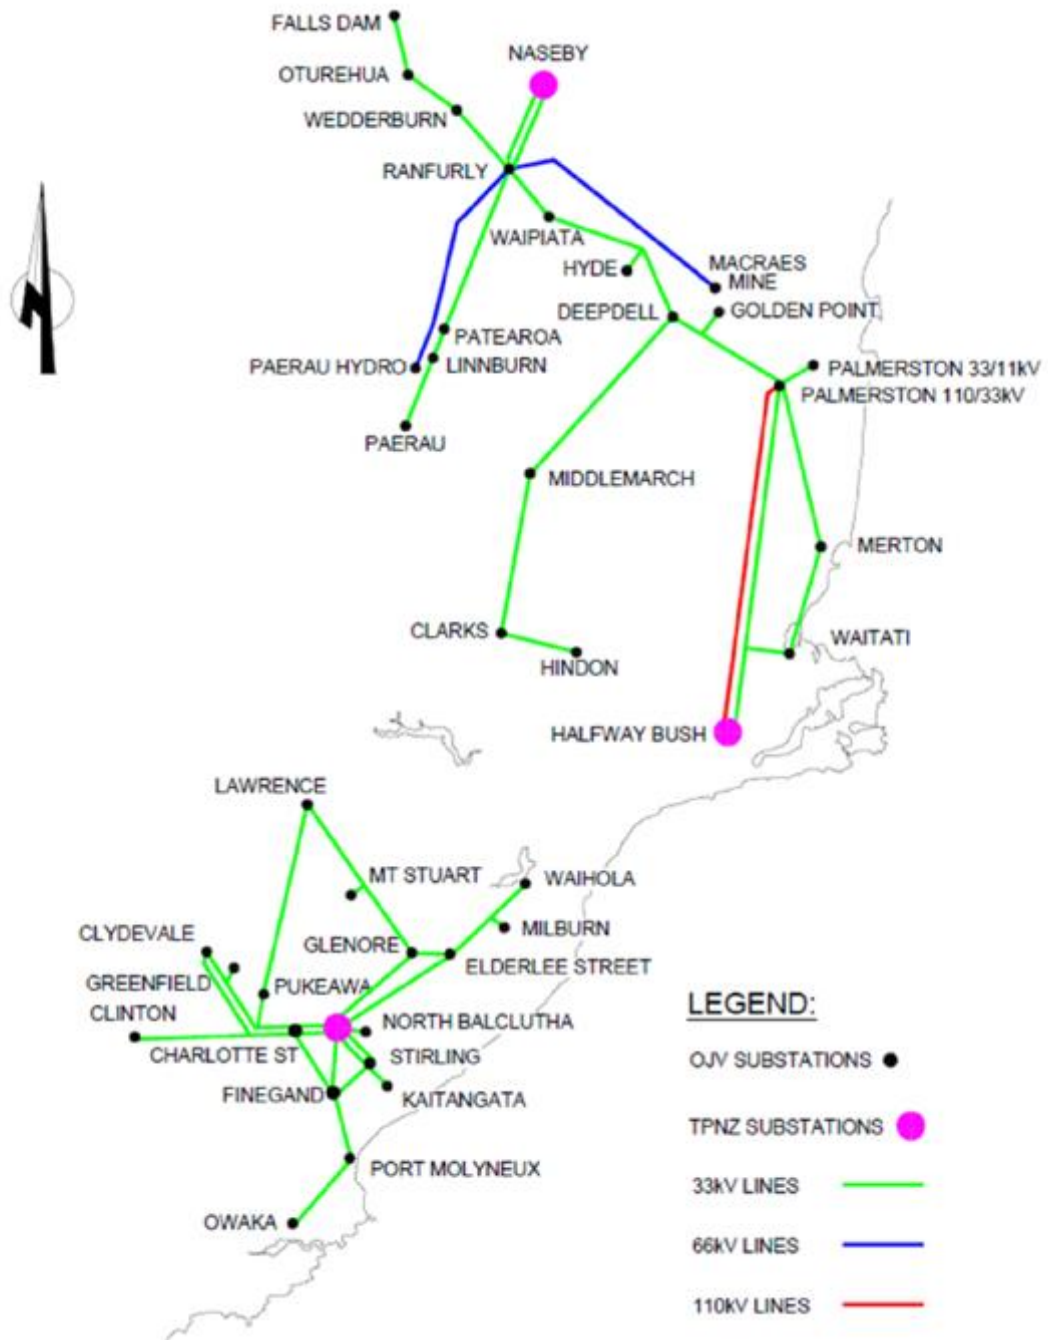 FALLS DAM
NASEBY
OTUREHUA
WEDDERBURN
RANFURLY
WAIPIATA
HYDE
MACRAES
MINE
DEEPDELL
GOLDEN POINT
PATEAROA
PAERAU HYDRO
LINNBURN
PALMERSTON 33/11kV
PALMERSTON 110/33kV
PAERAU
MIDDLEMARCH
MERTON
CLARKS
WAITATI
HINDON
HALFWAY BUSH
LAWRENCE
MT STUART
WAIHOLA
CLYDEVALE
MILBURN
GLENORE
ELDERLEE STREET
GREENFIELD
PUKEAWA
CLINTON
NORTH BALCLUTHA
CHARLOTTE ST
STIRLING
FINEGAND
KAITANGATA
PORT MOLYNEUX
OWAKA
LEGEND:
OJV SUBSTATIONS
TPNZ SUBSTATIONS
33kV LINES
66kV LINES
110kV LINES